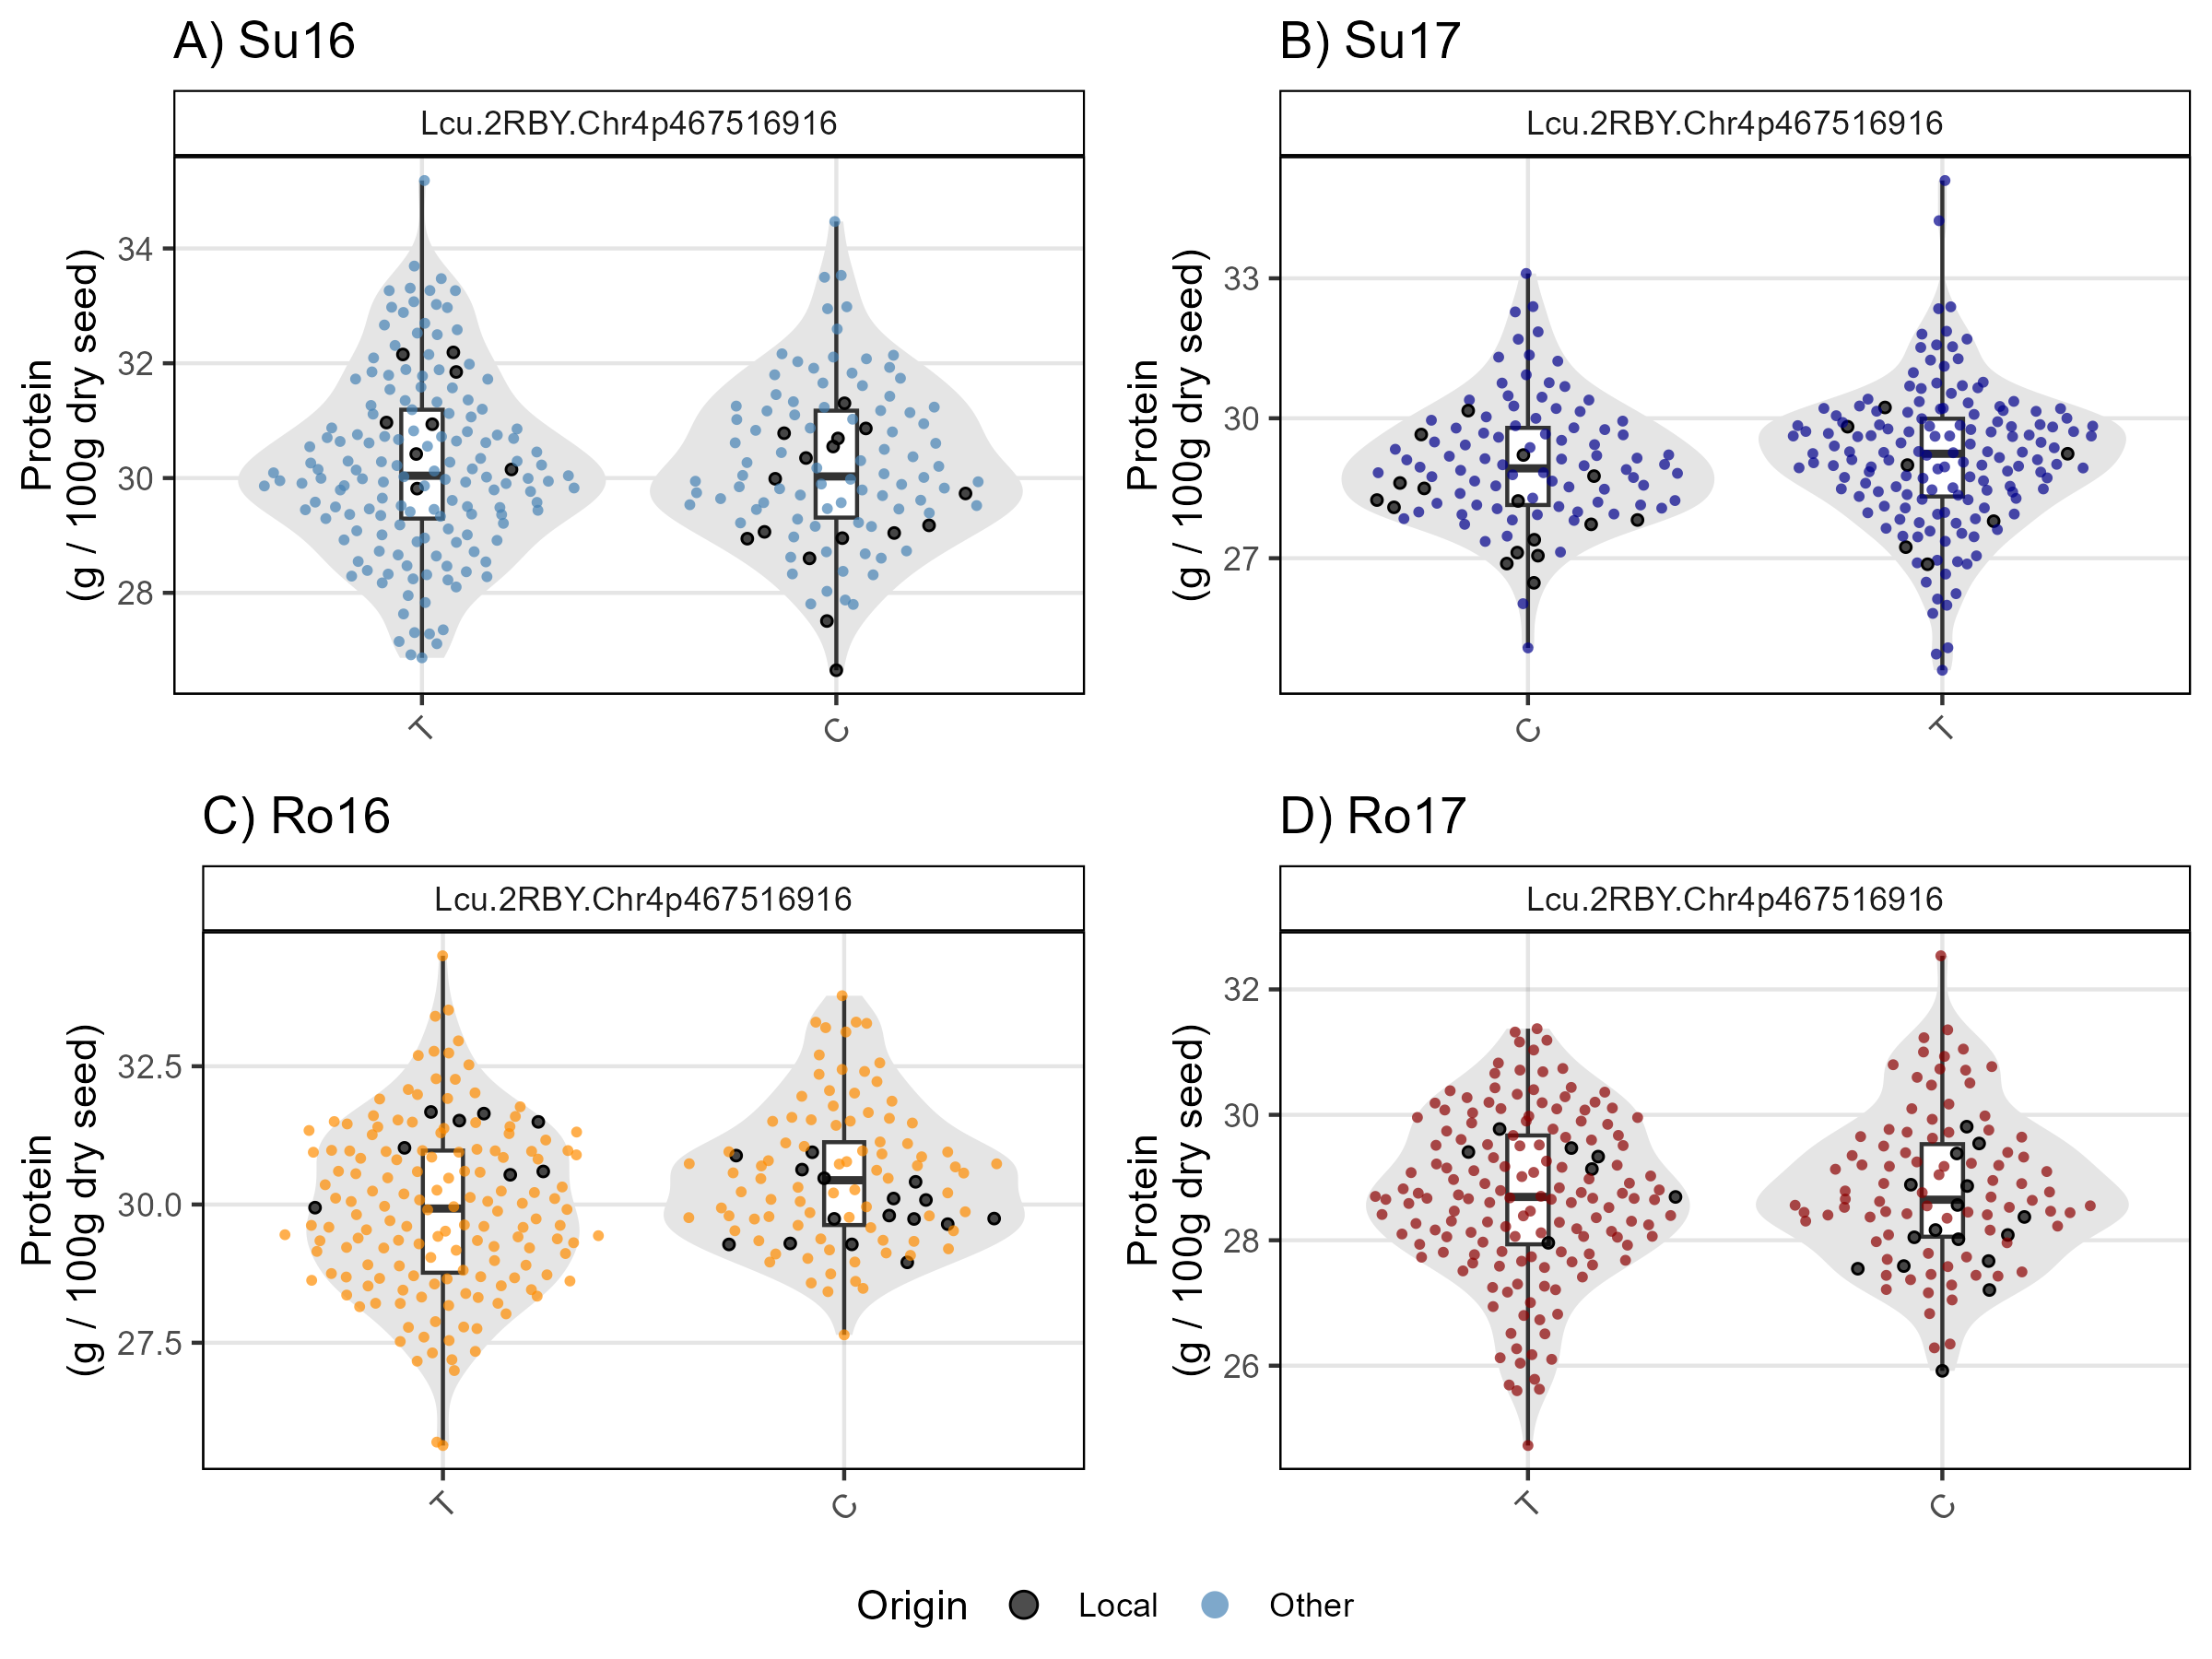 A) Su16
Lcu.2RBY.Chr4p467516916
Protein
(g / 100g dry seed)
34
32
30
28
T
C
B) Su17
Lcu.2RBY.Chr4p467516916
Protein
(g / 100g dry seed)
33
30
27
C
T
C) Ro16
Lcu.2RBY.Chr4p467516916
Protein
(g / 100g dry seed)
32.5
30.0
27.5
T
C
D) Ro17
Lcu.2RBY.Chr4p467516916
Protein
(g / 100g dry seed)
32
30
28
26
T
C
Origin
Local
Other